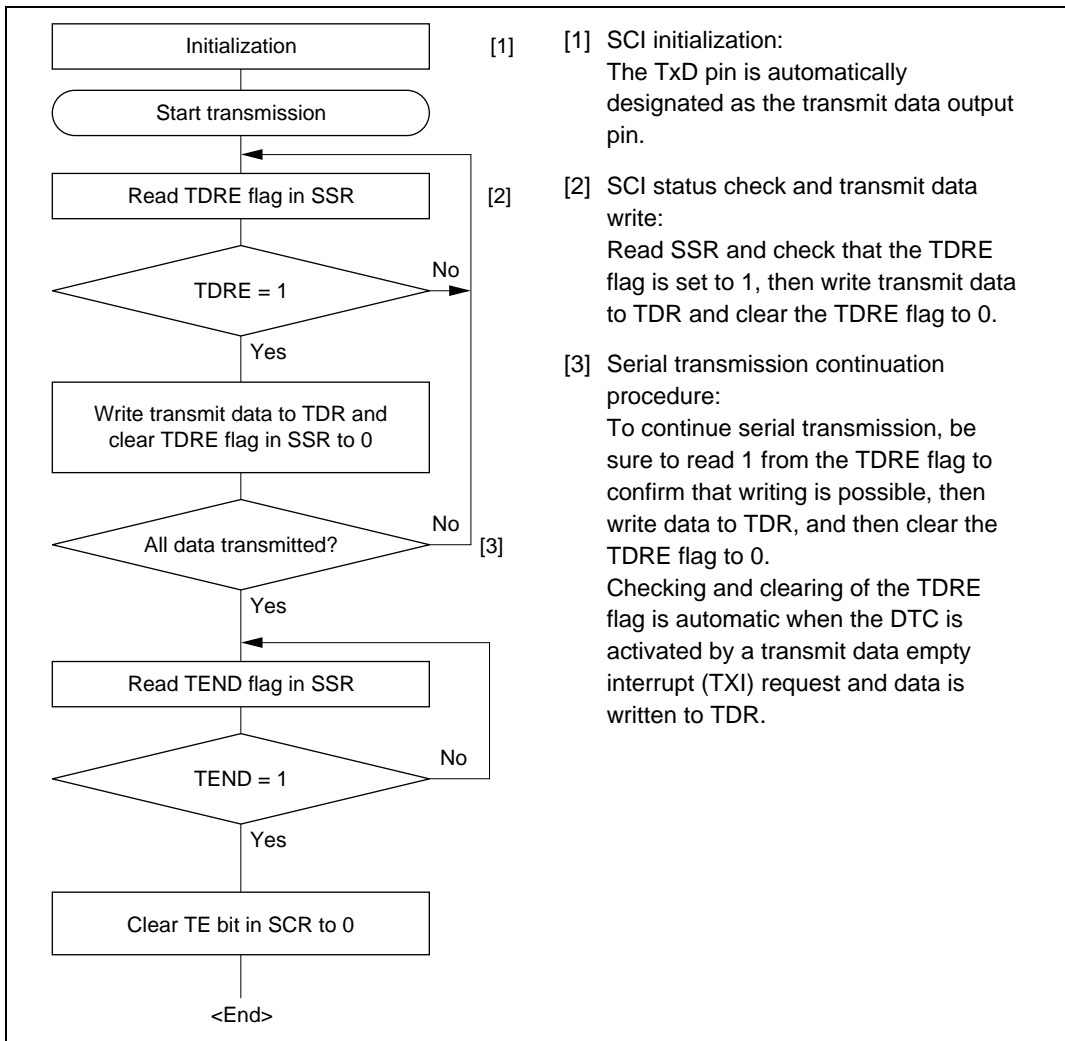 Initialization [1]
Start transmission
Read TDRE flag in SSR [2]
TDRE = 1
No
Yes
Write transmit data to TDR and
clear TDRE flag in SSR to 0
All data transmitted?
No
[3]
Yes
Read TEND flag in SSR
TEND = 1
No
Yes
Clear TE bit in SCR to 0
<End>
[1] SCI initialization:
The TxD pin is automatically
designated as the transmit data output
pin.
[2] SCI status check and transmit data
write:
Read SSR and check that the TDRE
flag is set to 1, then write transmit data
to TDR and clear the TDRE flag to 0.
[3] Serial transmission continuation
procedure:
To continue serial transmission, be
sure to read 1 from the TDRE flag to
confirm that writing is possible, then
write data to TDR, and then clear the
TDRE flag to 0.
Checking and clearing of the TDRE
flag is automatic when the DTC is
activated by a transmit data empty
interrupt (TXI) request and data is
written to TDR.